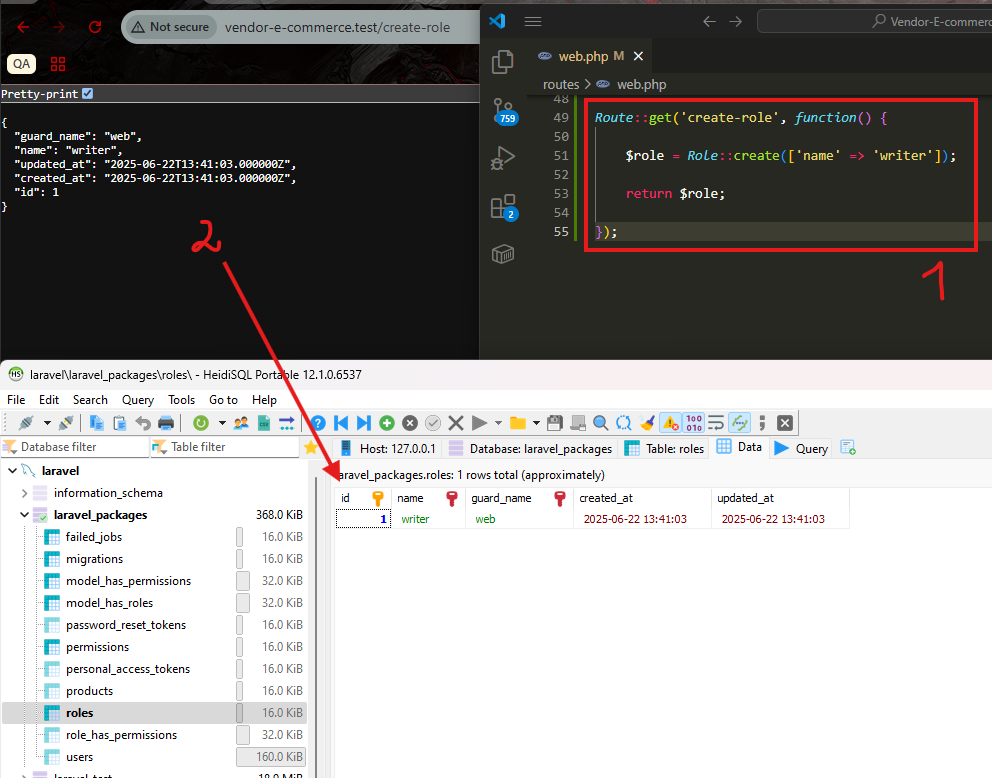 Not secure
vendor-e-commerce.test/create-role
QA
Pretty-print
{
"guard_name": "web",
"name": "writer",
"updated_at": "2025-06-22T13:41:03.000000Z",
"created_at": "2025-06-22T13:41:03.000000Z",
"id": 1
}
2
Vendor-E-commerc
759
2
web.php M
routes > web.php
48
49 Route::get('create-role', function() {
50
51 $role = Role::create(['name' => 'writer']);
52
53 return $role;
54
55 });
1
HS laravel\laravel_packages\roles\ - HeidiSQL Portable 12.1.0.6537
File Edit Search Query Tools Go to Help
Database filter
Table filter
Host: 127.0.0.1
Database: laravel_packages
Table: roles
Data
Query
laravel
information_schema
laravel_packages 368.0 KiB
failed_jobs 16.0 KiB
migrations 16.0 KiB
model_has_permissions 32.0 KiB
model_has_roles 32.0 KiB
password_reset_tokens 16.0 KiB
permissions 16.0 KiB
personal_access_tokens 16.0 KiB
products 16.0 KiB
roles 16.0 KiB
role_has_permissions 32.0 KiB
users 160.0 KiB
laravel_test 18.0 MiB
laravel_packages.roles: 1 rows total (approximately)
id name guard_name created_at updated_at
1 writer web 2025-06-22 13:41:03 2025-06-22 13:41:03